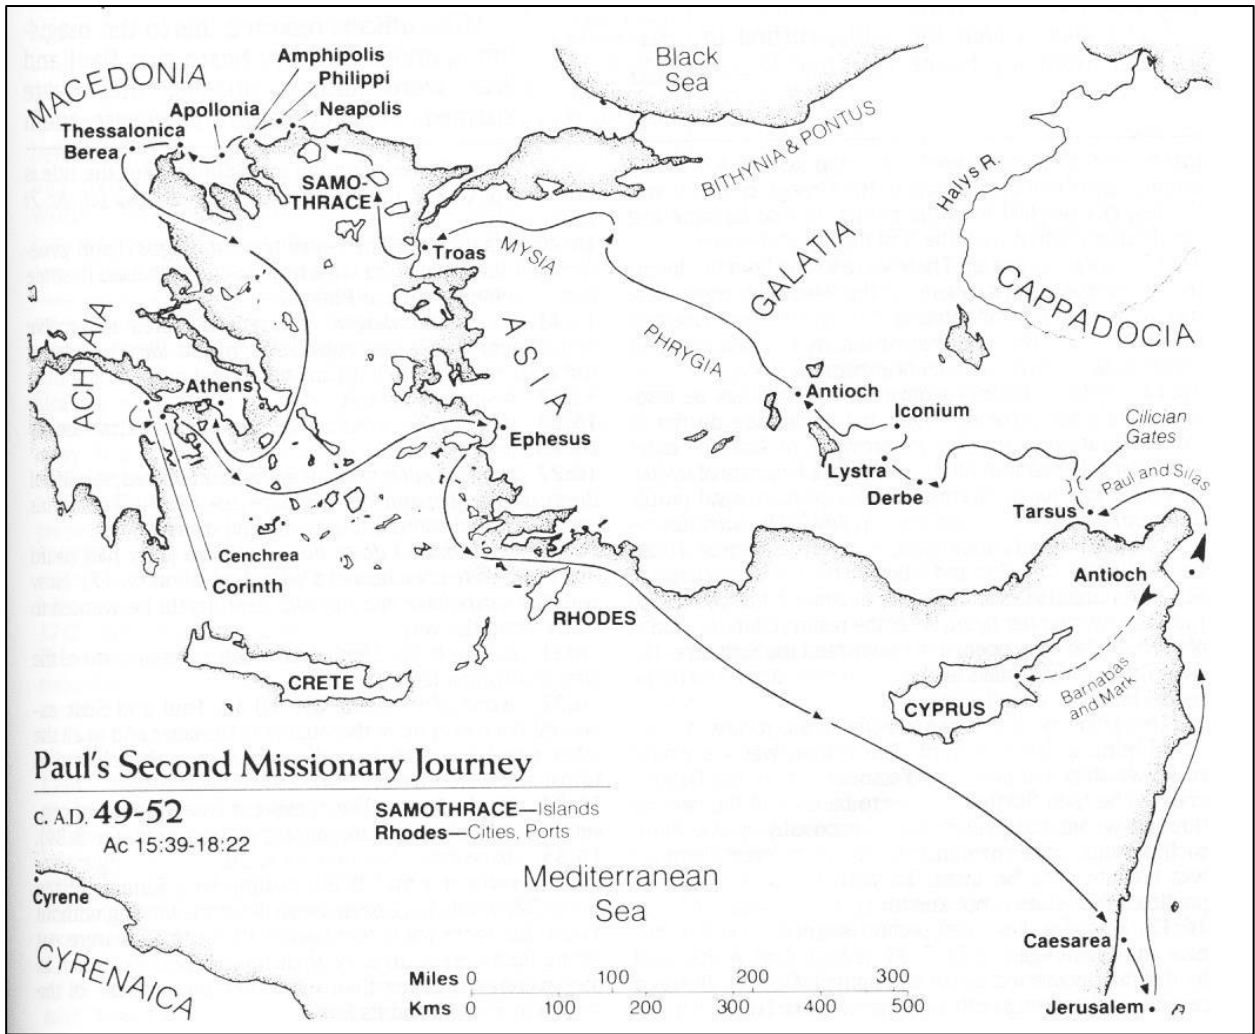 Black
Sea
MACEDONIA
Amphipolis
Philippi
Neapolis
Apollonia
Thessalonica
Berea
SAMO-
THRACE
Troas
MYSIA
BITHYNIA & PONTUS
Halys R.
GALATIA
CAPPADOCIA
PHRYGIA
ASIA
ACHAIA
Athens
Ephesus
Antioch
Iconium
Lystra
Derbe
Cilician
Gates
Tarsus
Paul and Silas
Antioch
Cenchrea
Corinth
RHODES
CRETE
CYPRUS
Barnabas
and Mark
Paul's Second Missionary Journey
C. A.D. 49-52
Ac 15:39-18:22
SAMOTHRACE—Islands
Rhodes—Cities, Ports
Mediterranean
Sea
Cyrene
CYRENAICA
Caesarea
Jerusalem
Miles 0 100 200 300
Kms 0 100 200 300 400 500